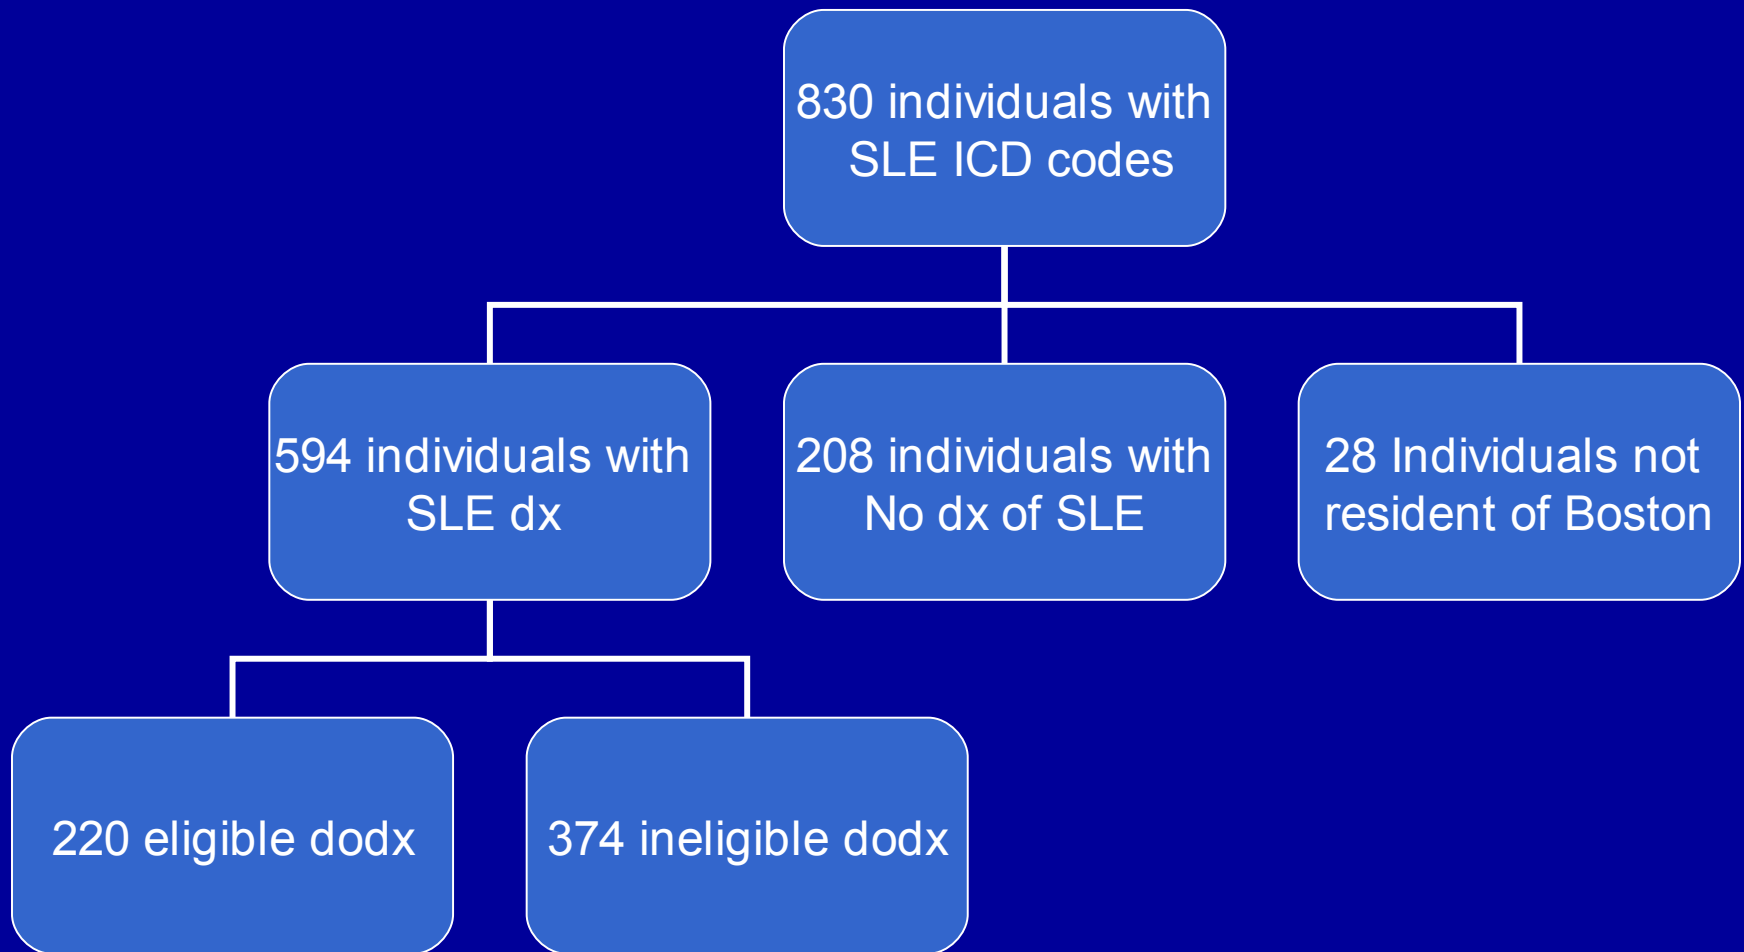 830 individuals with
SLE ICD codes
594 individuals with
SLE dx
208 individuals with
No dx of SLE
28 Individuals not
resident of Boston
220 eligible dodx
374 ineligible dodx